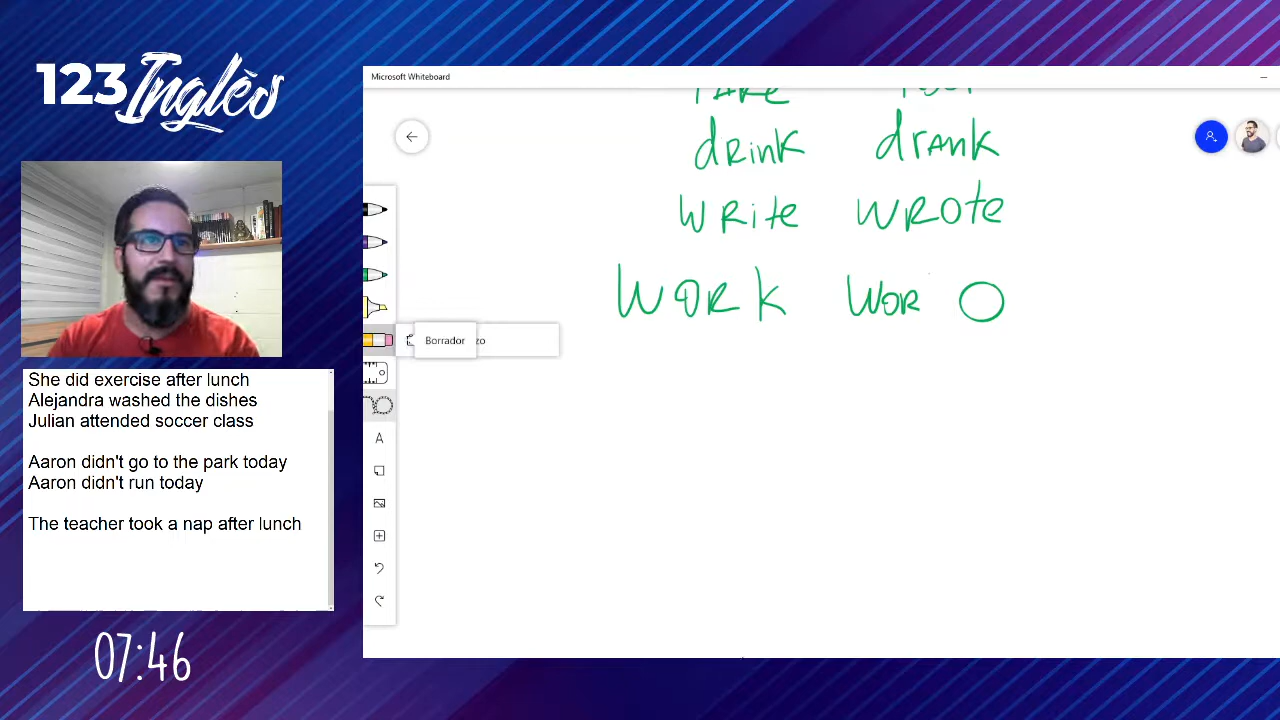 123 Inglès
Microsoft Whiteboard
drink drank
write wrote
work wor O
Borrador zo
A
She did exercise after lunch
Alejandra washed the dishes
Julian attended soccer class
Aaron didn't go to the park today
Aaron didn't run today
The teacher took a nap after lunch
07:46